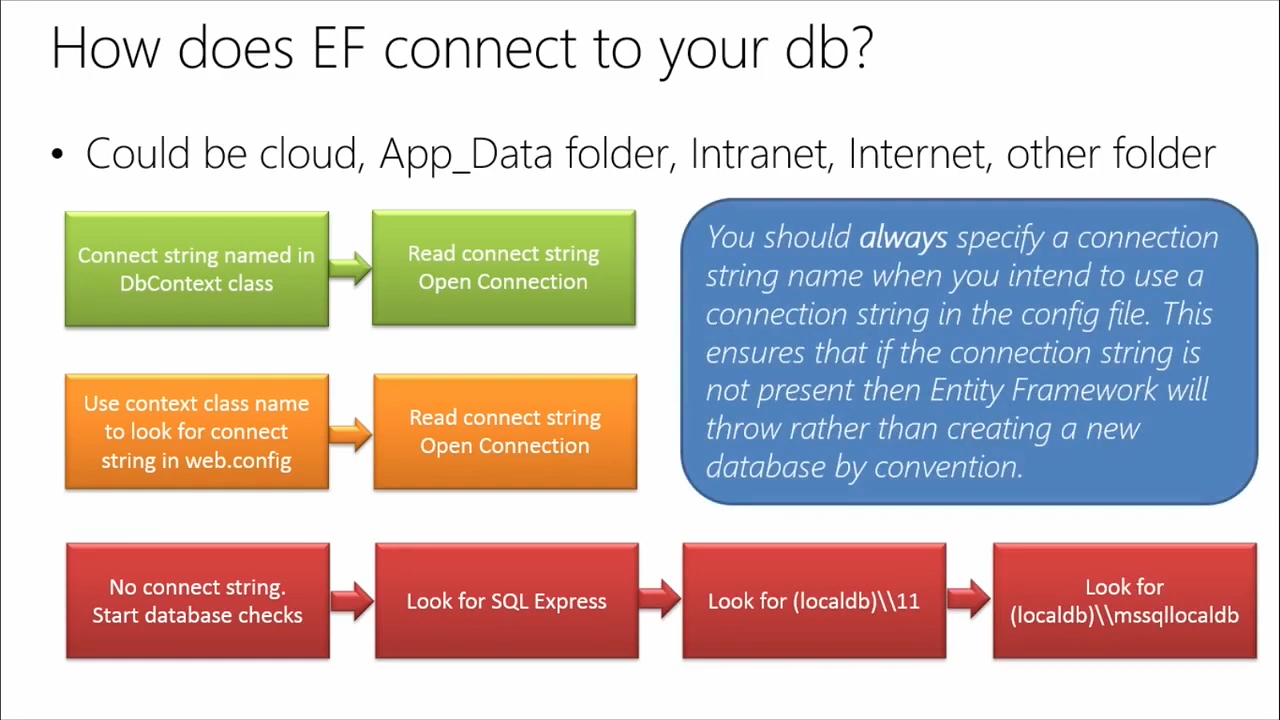 How does EF connect to your db?
• Could be cloud, App_Data folder, Intranet, Internet, other folder
Connect string named in
DbContext class
Read connect string
Open Connection
You should always specify a connection
string name when you intend to use a
connection string in the config file. This
ensures that if the connection string is
not present then Entity Framework will
throw rather than creating a new
database by convention.
Use context class name
to look for connect
string in web.config
Read connect string
Open Connection
No connect string.
Start database checks
Look for SQL Express
Look for (localdb)\\11
Look for
(localdb)\\mssqllocaldb